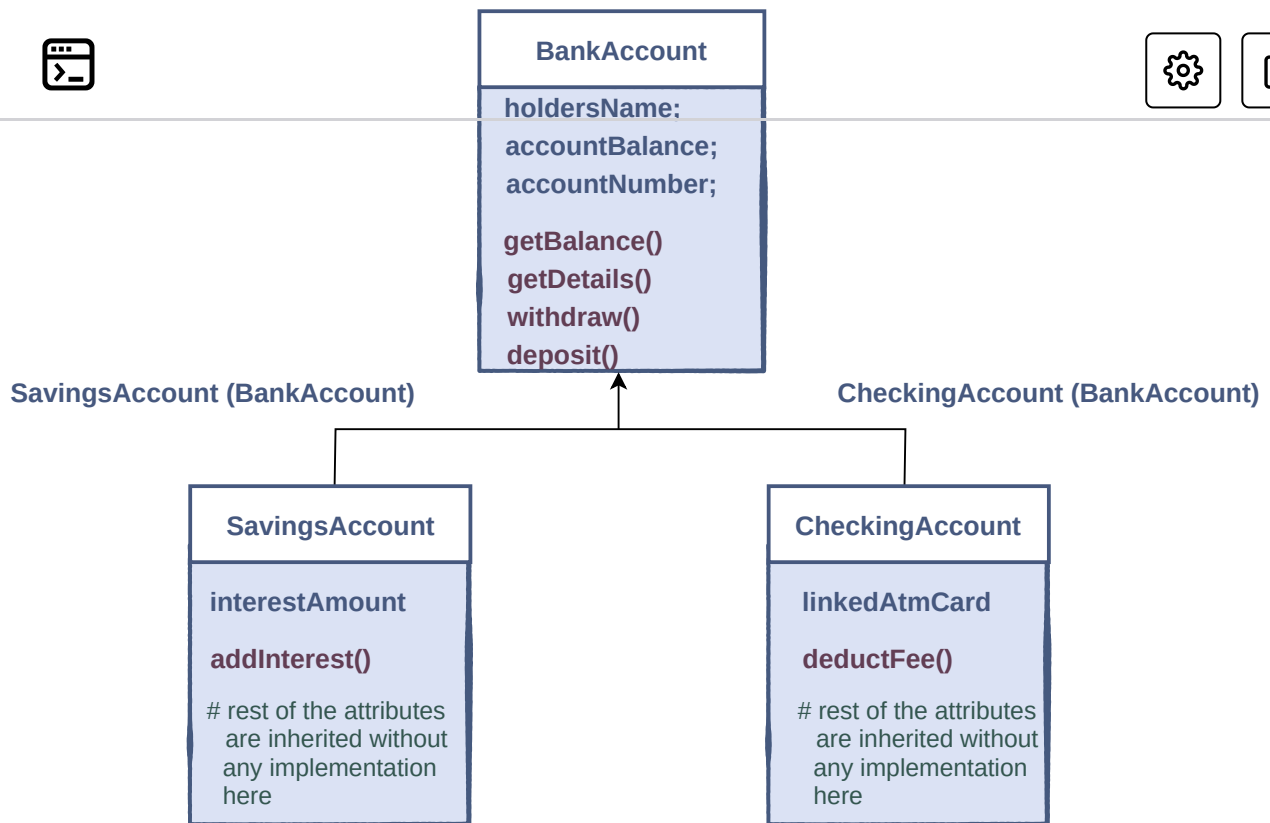 BankAccount
holdersName;
accountBalance;
accountNumber;
getBalance()
getDetails()
withdraw()
deposit()
SavingsAccount (BankAccount)
CheckingAccount (BankAccount)
SavingsAccount
interestAmount
addInterest()
# rest of the attributes
are inherited without
any implementation
here
CheckingAccount
linkedAtmCard
deductFee()
# rest of the attributes
are inherited without
any implementation
here